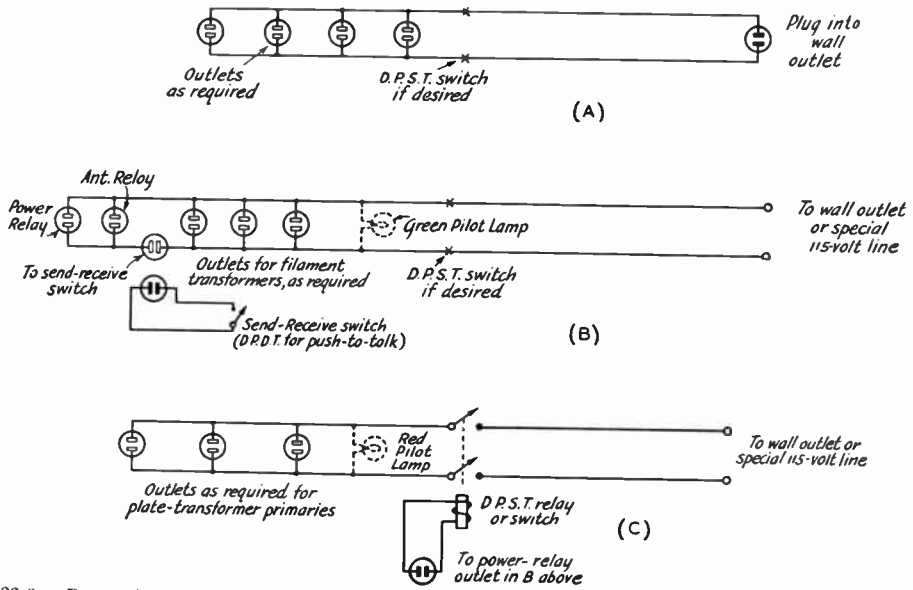 Outlets
as required
D.P.S.T. switch
if desired
Plug into
wall
outlet
(A)
Ant. Reloy
Power
Relay
To send-receive
switch
Outlets for filament
transformers, as required
Green Pilot Lamp
D.P.S.T. switch
if desired
To wall outlet
or special
115-volt line
Send-Receive switch
(D.P.D.T. for push-to-tolk)
(B)
Red
Pilot
Lamp
Outlets as required for
plate-transformer primaries
To wall outlet or
special 115-volt line
D.P.S.T. relay
or switch
(C)
To power-relay
outlet in B above